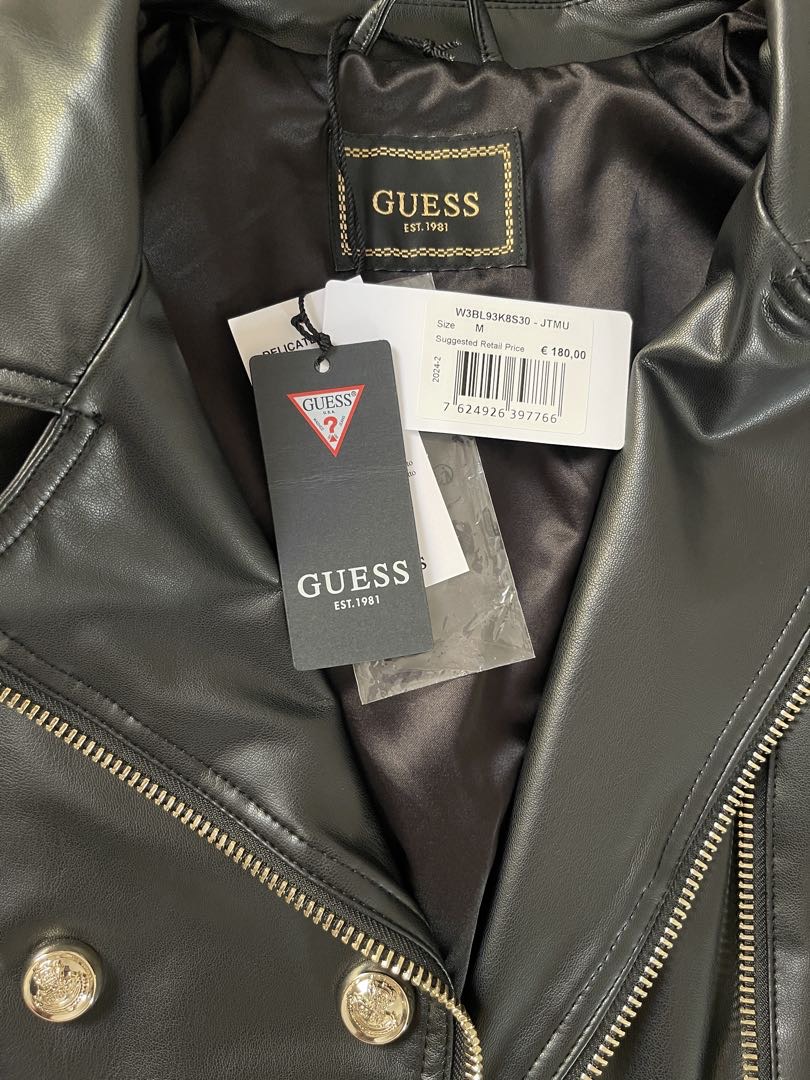 GUESS
EST. 1981
W3BL93K8S30 - JTMU
Size M
Suggested Retail Price € 180,00
2024-2
7 624926 397766
DELICATE
GUESS®
U.S.A.
?
GUESS
EST. 1981
to
S